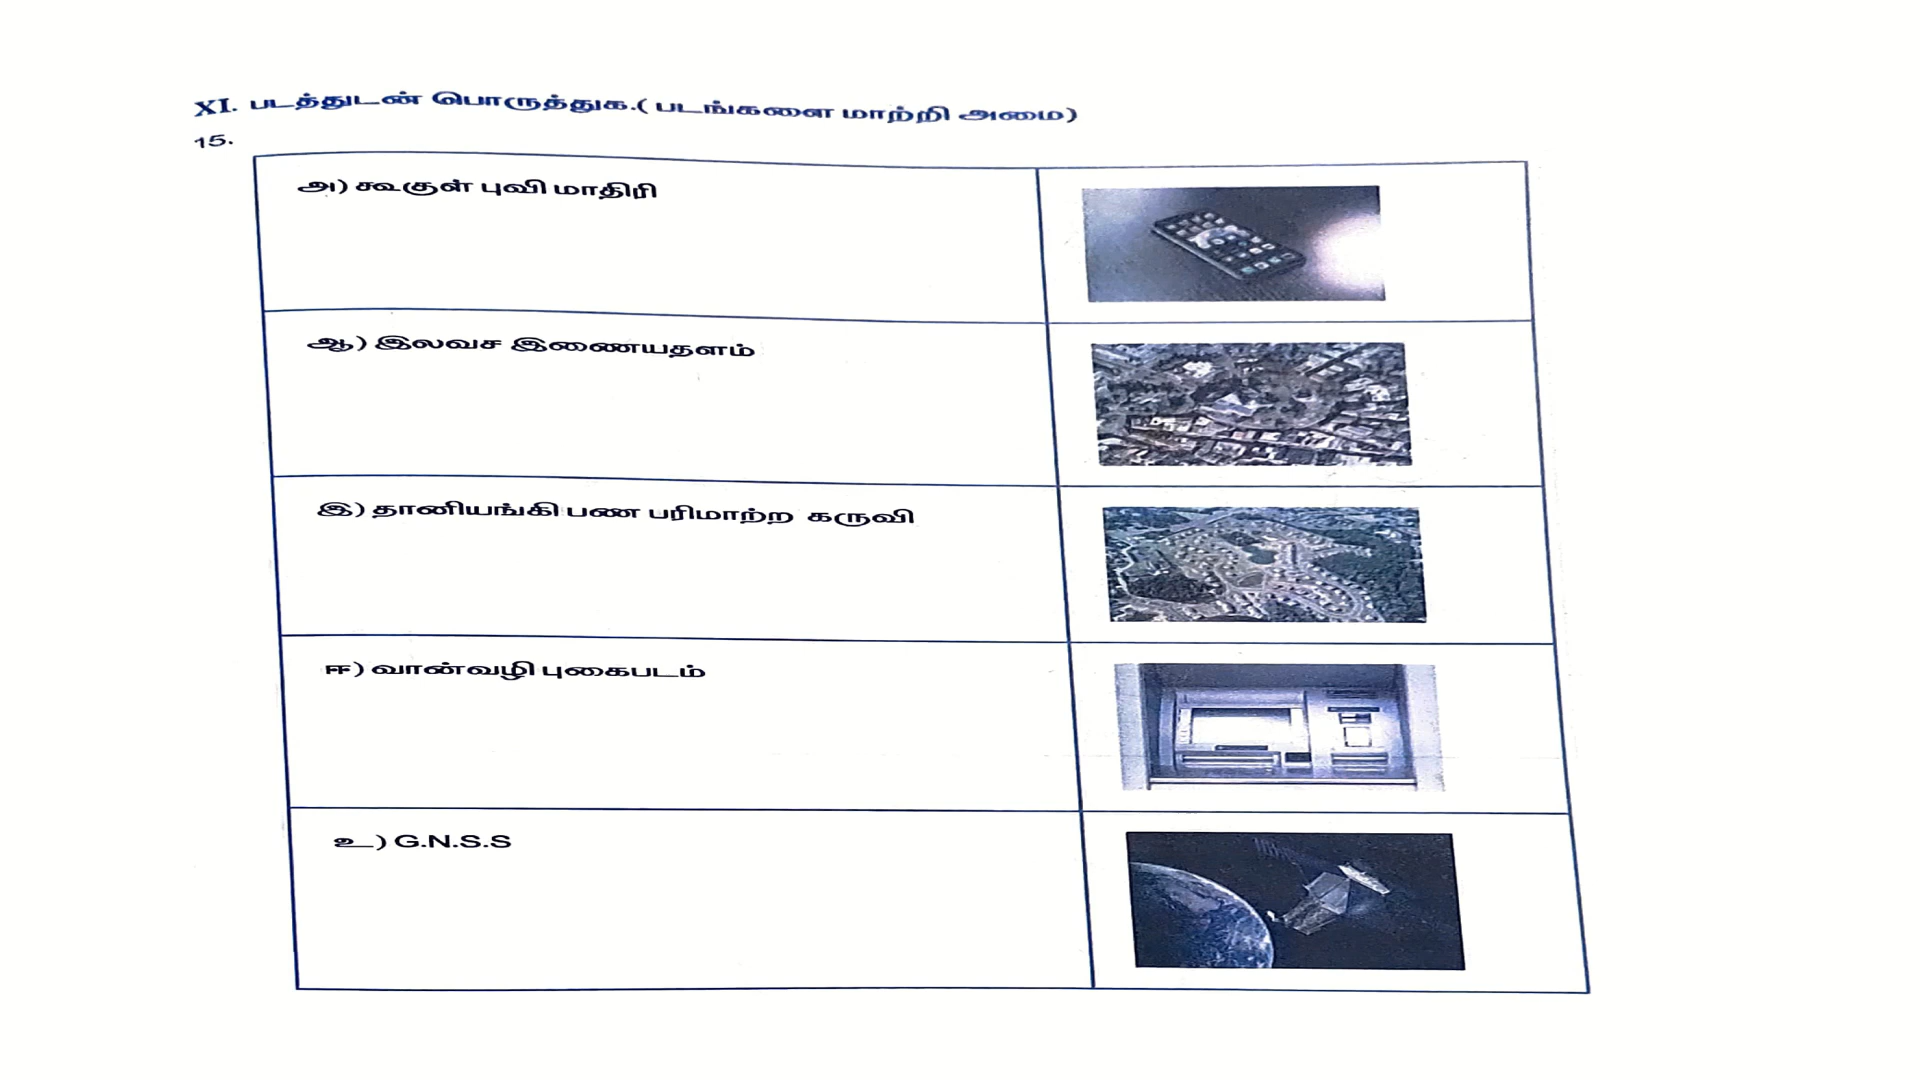 XI. படத்துடன் பொருத்துக.( படங்களை மாற்றி அமை)
15.
அ) கூகுள் புவி மாதிரி
ஆ) இலவச இணையதளம்
இ) தானியங்கி பண பரிமாற்ற கருவி
ஈ) வான்வழி புகைபடம்
உ) G.N.S.S